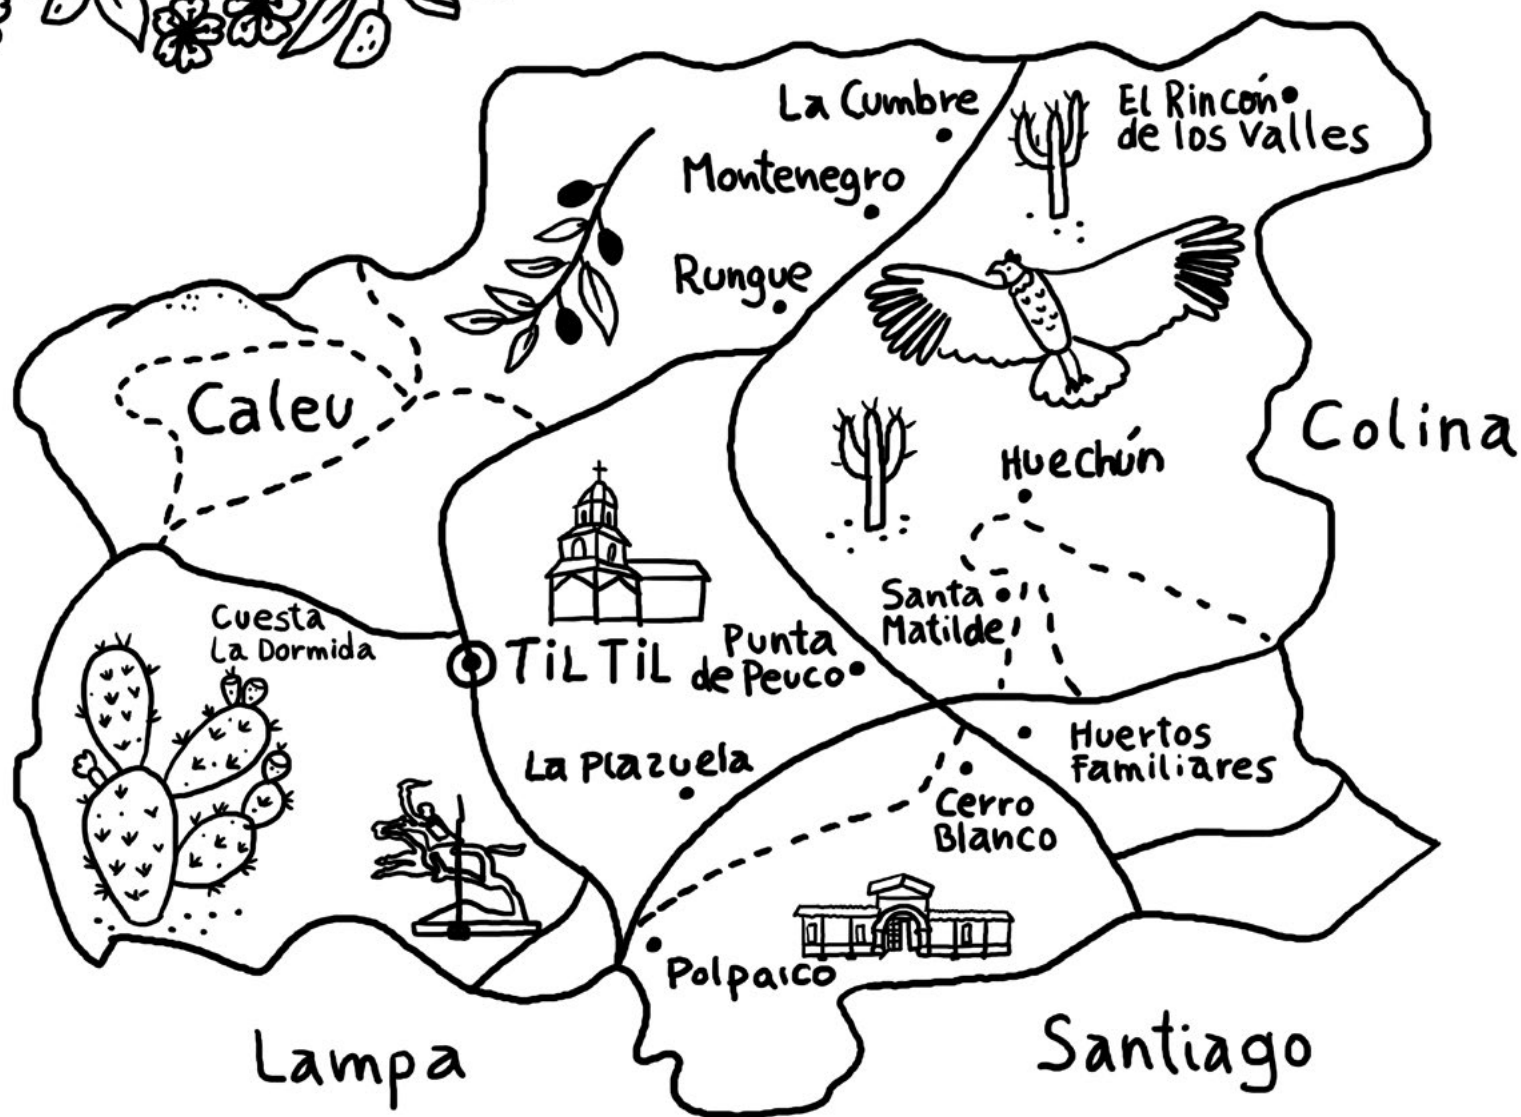 La Cumbre
El Rincón
de los Valles
Montenegro
Rungue
Caleu
Colina
Huechún
Cuesta
La Dormida
Santa
Matilde
TiL TiL
Punta
de Peuco
La Plazuela
Huertos
Familiares
Cerro
Blanco
Polpaico
Lampa
Santiago